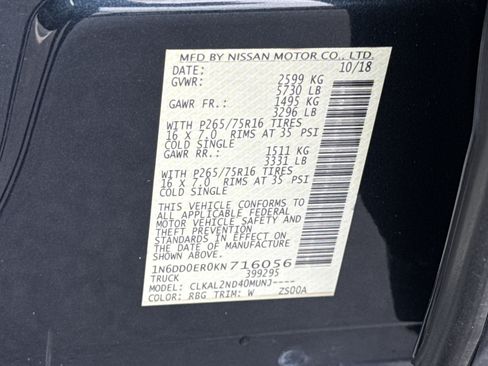 MFD BY NISSAN MOTOR CO., LTD.
DATE: 10/18
GVWR: 2599 KG
5730 LB
GAWR FR.: 1495 KG
3296 LB
WITH P265/75R16 TIRES
16 X 7.0 RIMS AT 35 PSI
COLD SINGLE
GAWR RR.: 1511 KG
3331 LB
WITH P265/75R16 TIRES
16 X 7.0 RIMS AT 35 PSI
COLD SINGLE
THIS VEHICLE CONFORMS TO
ALL APPLICABLE FEDERAL
MOTOR VEHICLE SAFETY AND
THEFT PREVENTION
STANDARDS IN EFFECT ON
THE DATE OF MANUFACTURE
SHOWN ABOVE.
1N6DD0ER0KN716056
TRUCK 399295
MODEL: CLKAL2ND40MUNJ----
COLOR: RBG TRIM: W ZS00A